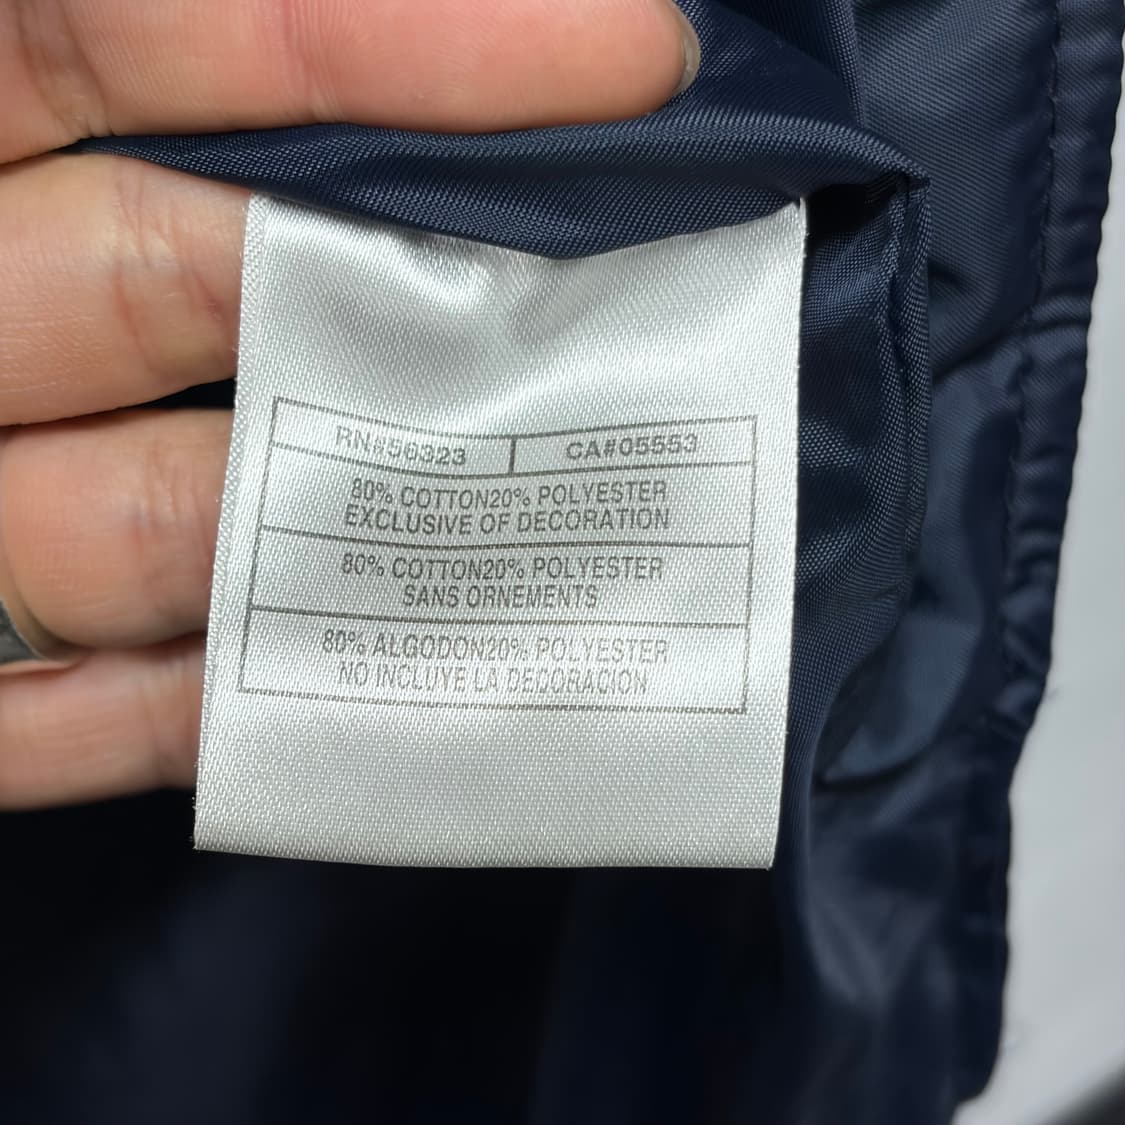 RN#56323 CA#05553
80% COTTON20% POLYESTER
EXCLUSIVE OF DECORATION
80% COTTON20% POLYESTER
SANS ORNEMENTS
80% ALGODON20% POLYESTER
NO INCLUYE LA DECORACION